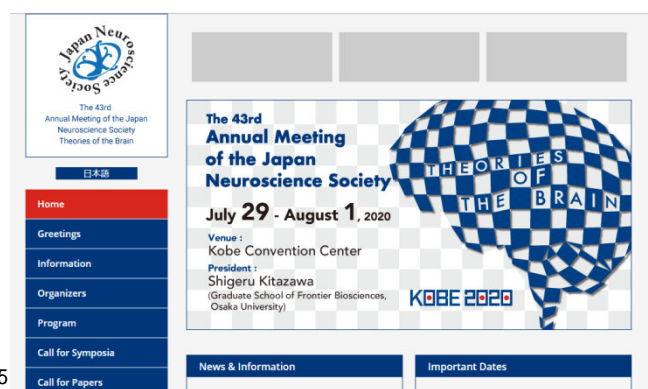 Japan Neuroscience Society
The 43rd
Annual Meeting of the Japan
Neuroscience Society
Theories of the Brain
日本語
Home
Greetings
Information
Organizers
Program
Call for Symposia
Call for Papers
5
The 43rd
Annual Meeting
of the Japan
Neuroscience Society
July 29 - August 1, 2020
Venue :
Kobe Convention Center
President :
Shigeru Kitazawa
(Graduate School of Frontier Biosciences,
Osaka University)
THEORIES
OF
THE BRAIN
KOBE 2020
News & Information
Important Dates